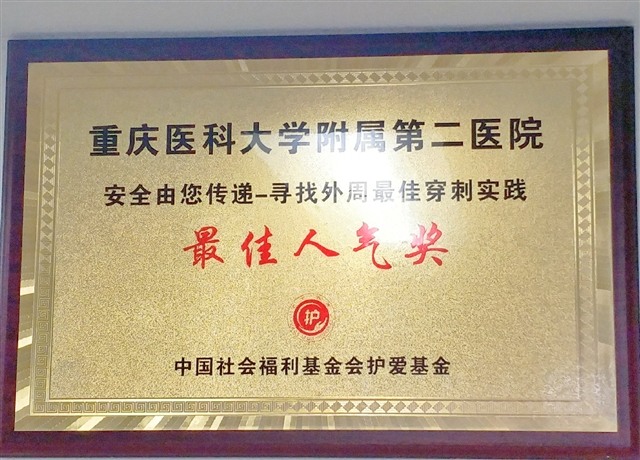 重庆医科大学附属第二医院
安全由您传递-寻找外周最佳穿刺实践
最佳人气奖
护
中国社会福利基金会护爱基金